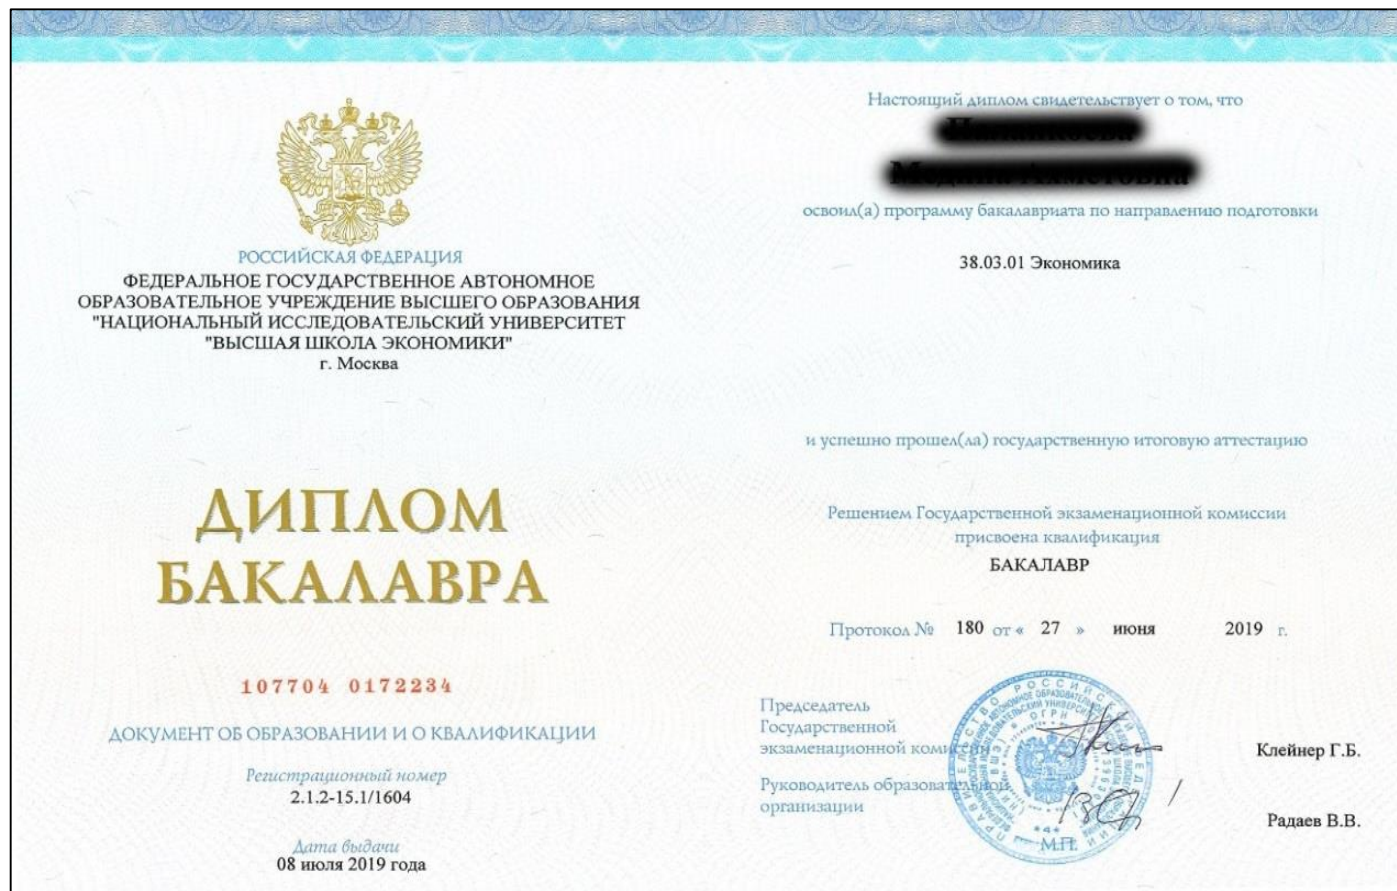 РОССИЙСКАЯ ФЕДЕРАЦИЯ
ФЕДЕРАЛЬНОЕ ГОСУДАРСТВЕННОЕ АВТОНОМНОЕ
ОБРАЗОВАТЕЛЬНОЕ УЧРЕЖДЕНИЕ ВЫСШЕГО ОБРАЗОВАНИЯ
"НАЦИОНАЛЬНЫЙ ИССЛЕДОВАТЕЛЬСКИЙ УНИВЕРСИТЕТ
"ВЫСШАЯ ШКОЛА ЭКОНОМИКИ"
г. Москва
ДИПЛОМ
БАКАЛАВРА
107704 0172234
ДОКУМЕНТ ОБ ОБРАЗОВАНИИ И О КВАЛИФИКАЦИИ
Регистрационный номер
2.1.2-15.1/1604
Дата выдачи
08 июля 2019 года
Настоящий диплом свидетельствует о том, что
освоил(а) программу бакалавриата по направлению подготовки
38.03.01 Экономика
и успешно прошел(ла) государственную итоговую аттестацию
Решением Государственной экзаменационной комиссии
присвоена квалификация
БАКАЛАВР
Протокол № 180 от « 27 » июня 2019 г.
Председатель
Государственной
экзаменационной комиссии
Клейнер Г.Б.
Руководитель образовательной
организации
Радаев В.В.
М.П.